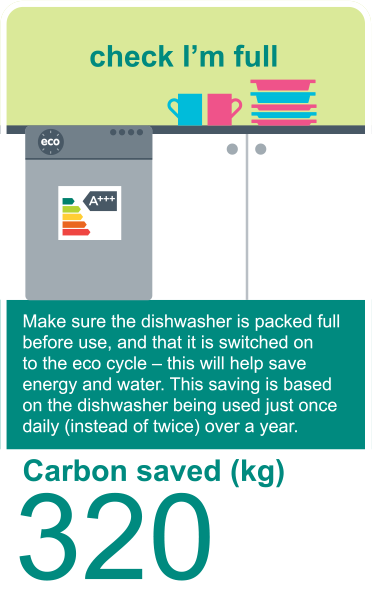 check I'm full
eco
A+++
Make sure the dishwasher is packed full
before use, and that it is switched on
to the eco cycle – this will help save
energy and water. This saving is based
on the dishwasher being used just once
daily (instead of twice) over a year.
Carbon saved (kg)
320